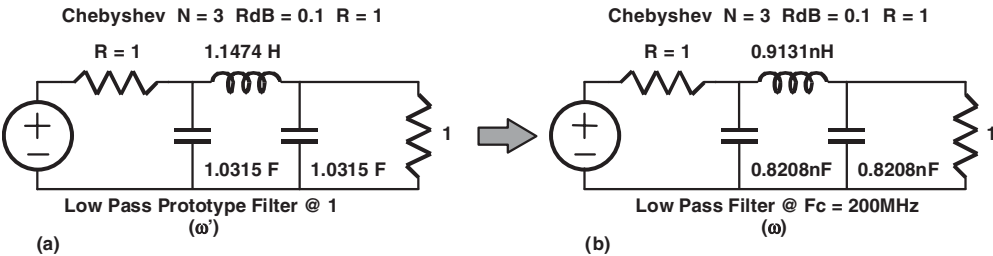 Chebyshev N = 3 RdB = 0.1 R = 1
R = 1 1.1474 H
1
1.0315 F 1.0315 F
Low Pass Prototype Filter @ 1
(ω')
(a)
Chebyshev N = 3 RdB = 0.1 R = 1
R = 1 0.9131nH
1
0.8208nF 0.8208nF
Low Pass Filter @ Fc = 200MHz
(ω)
(b)